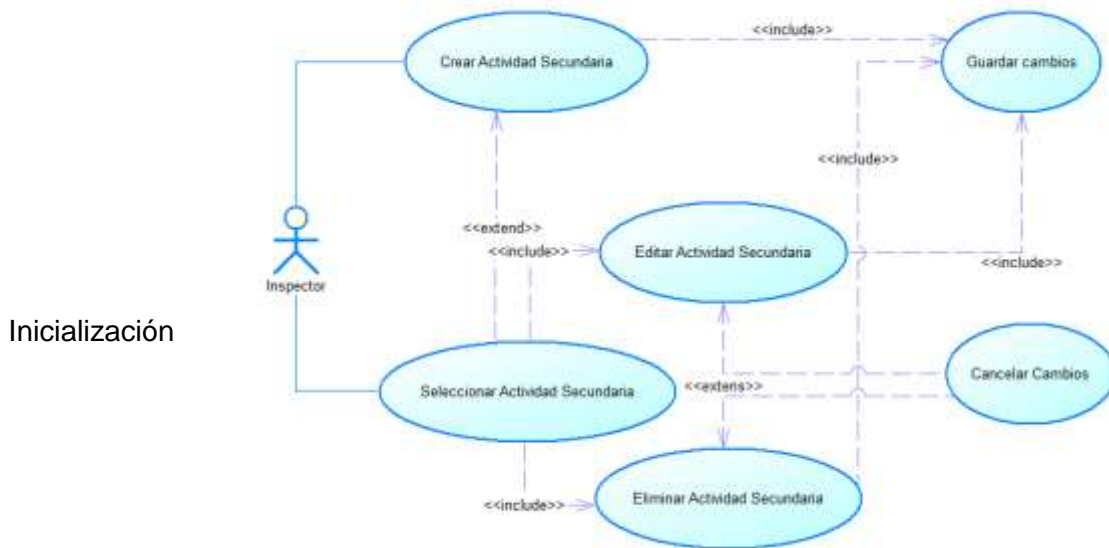 <<include>>
Crear Actividad Secundaria
Guardar cambios
<<include>>
<<extend>>
<<include>>
Editar Actividad Secundaria
<<include>>
Inspector
Inicialización
Cancelar Cambios
Seleccionar Actividad Secundaria
<<extens>>
Eliminar Actividad Secundaria
<<include>>